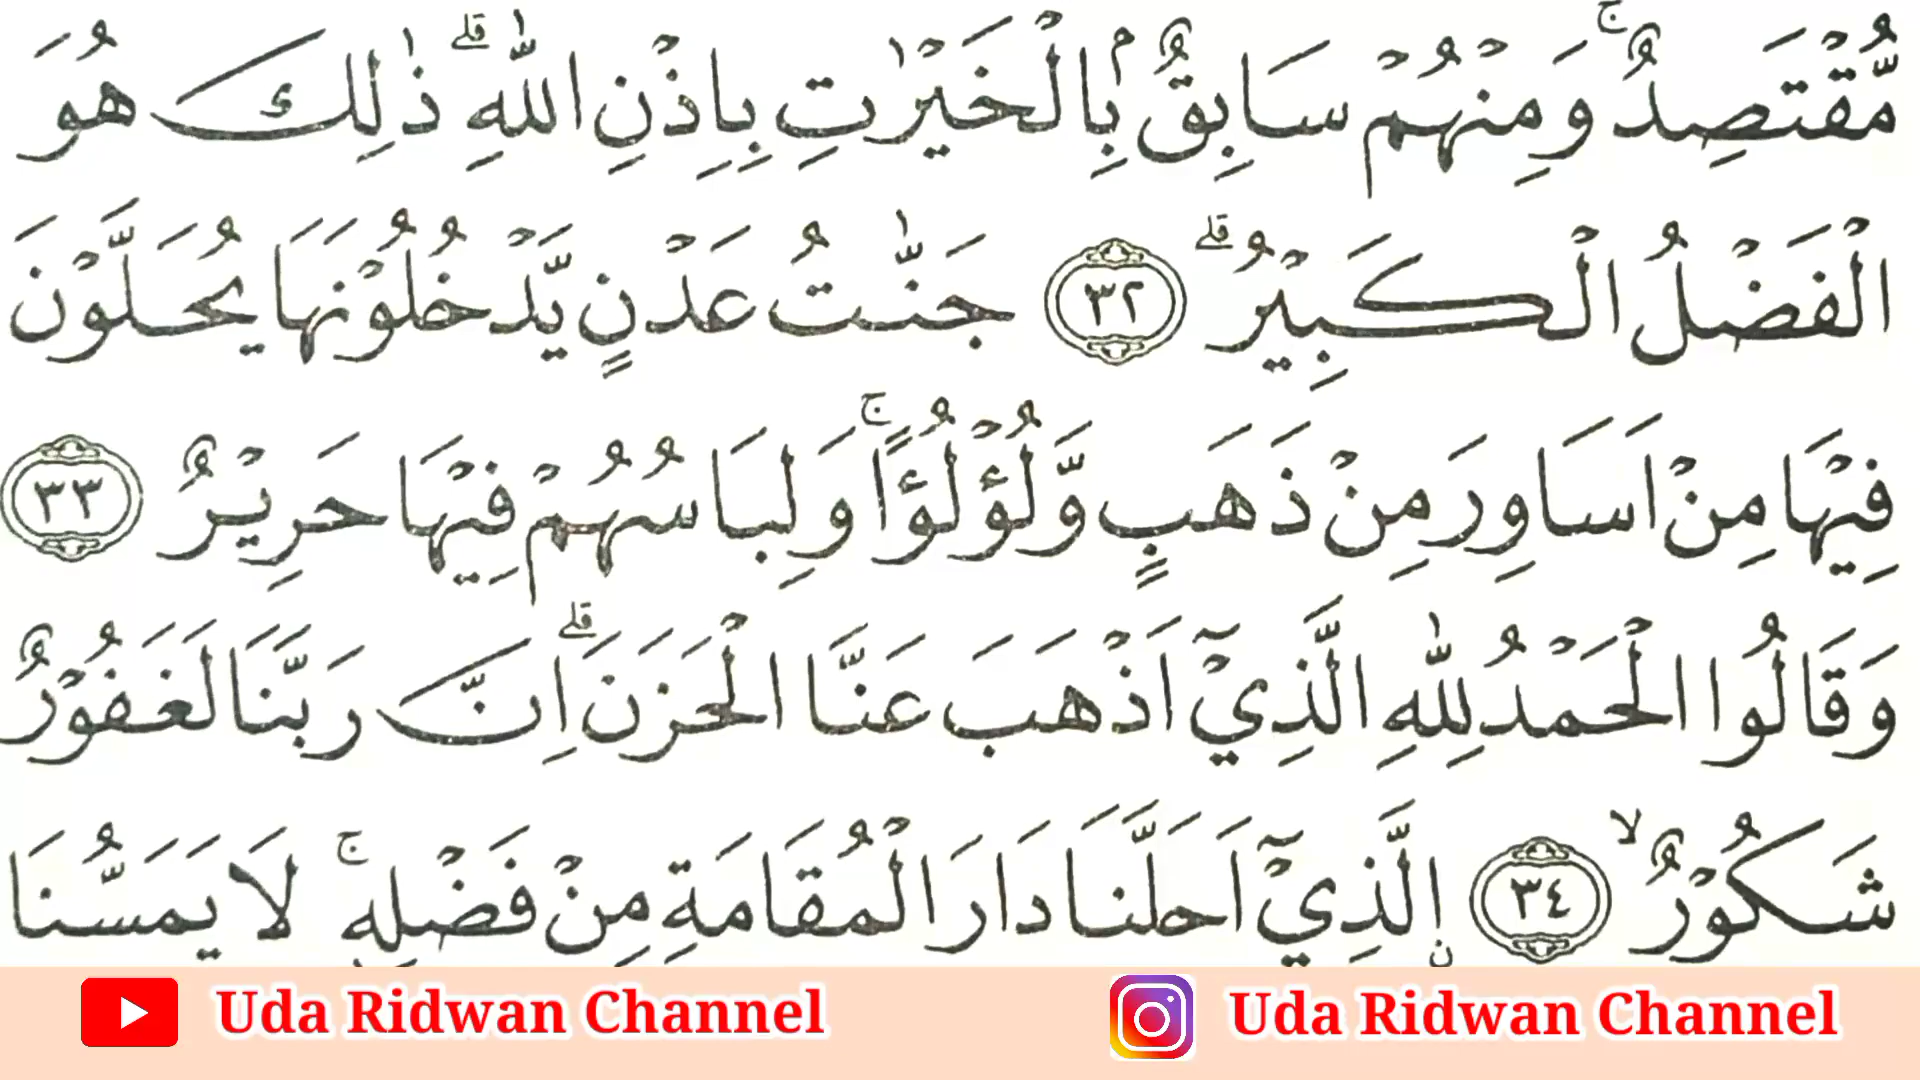 مُّقْتَصِدٌ ۚ وَمِنْهُمْ سَابِقٌۢ بِالْخَيْرٰتِ بِاِذْنِ اللّٰهِ ۗذٰلِكَ هُوَ
الْفَضْلُ الْكَبِيْرُۗ ٣٢ جَنّٰتُ عَدْنٍ يَّدْخُلُوْنَهَا يُحَلَّوْنَ
فِيْهَا مِنْ اَسَاوِرَ مِنْ ذَهَبٍ وَّلُؤْلُؤًا ۚوَلِبَاسُهُمْ فِيْهَا حَرِيْرٌ ٣٣
وَقَالُوا الْحَمْدُ لِلّٰهِ الَّذِيْٓ اَذْهَبَ عَنَّا الْحَزَنَ ۗاِنَّ رَبَّنَا لَغَفُوْرٌ
شَكُوْرٌۙ ٣٤ ࣙالَّذِيْٓ اَحَلَّنَا دَارَ الْمُقَامَةِ مِنْ فَضْلِهٖۚ لَا يَمَسُّنَا
Uda Ridwan Channel
Uda Ridwan Channel